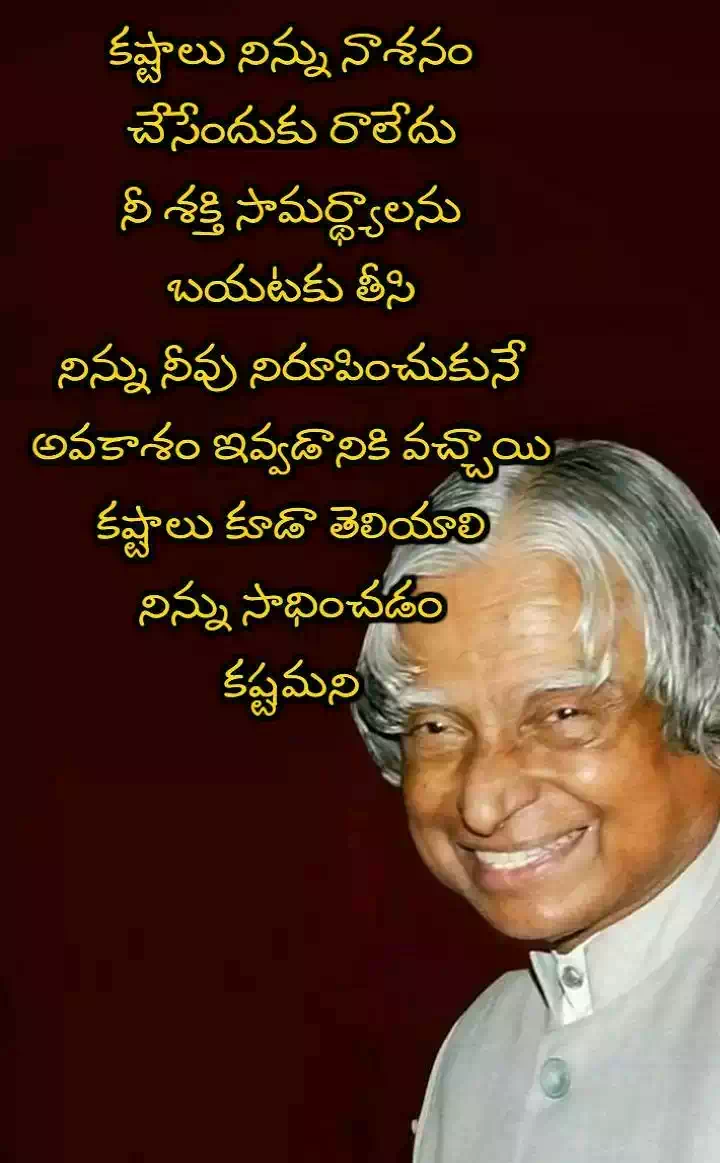 కష్టాలు నిన్ను నాశనం
చేసేందుకు రాలేదు
నీ శక్తి సామర్థ్యాలను
బయటకు తీసి
నిన్ను నీవు నిరూపించుకునే
అవకాశం ఇవ్వడానికి వచ్చాయి
కష్టాలు కూడా తెలియాలి
నిన్ను సాధించడం
కష్టమని